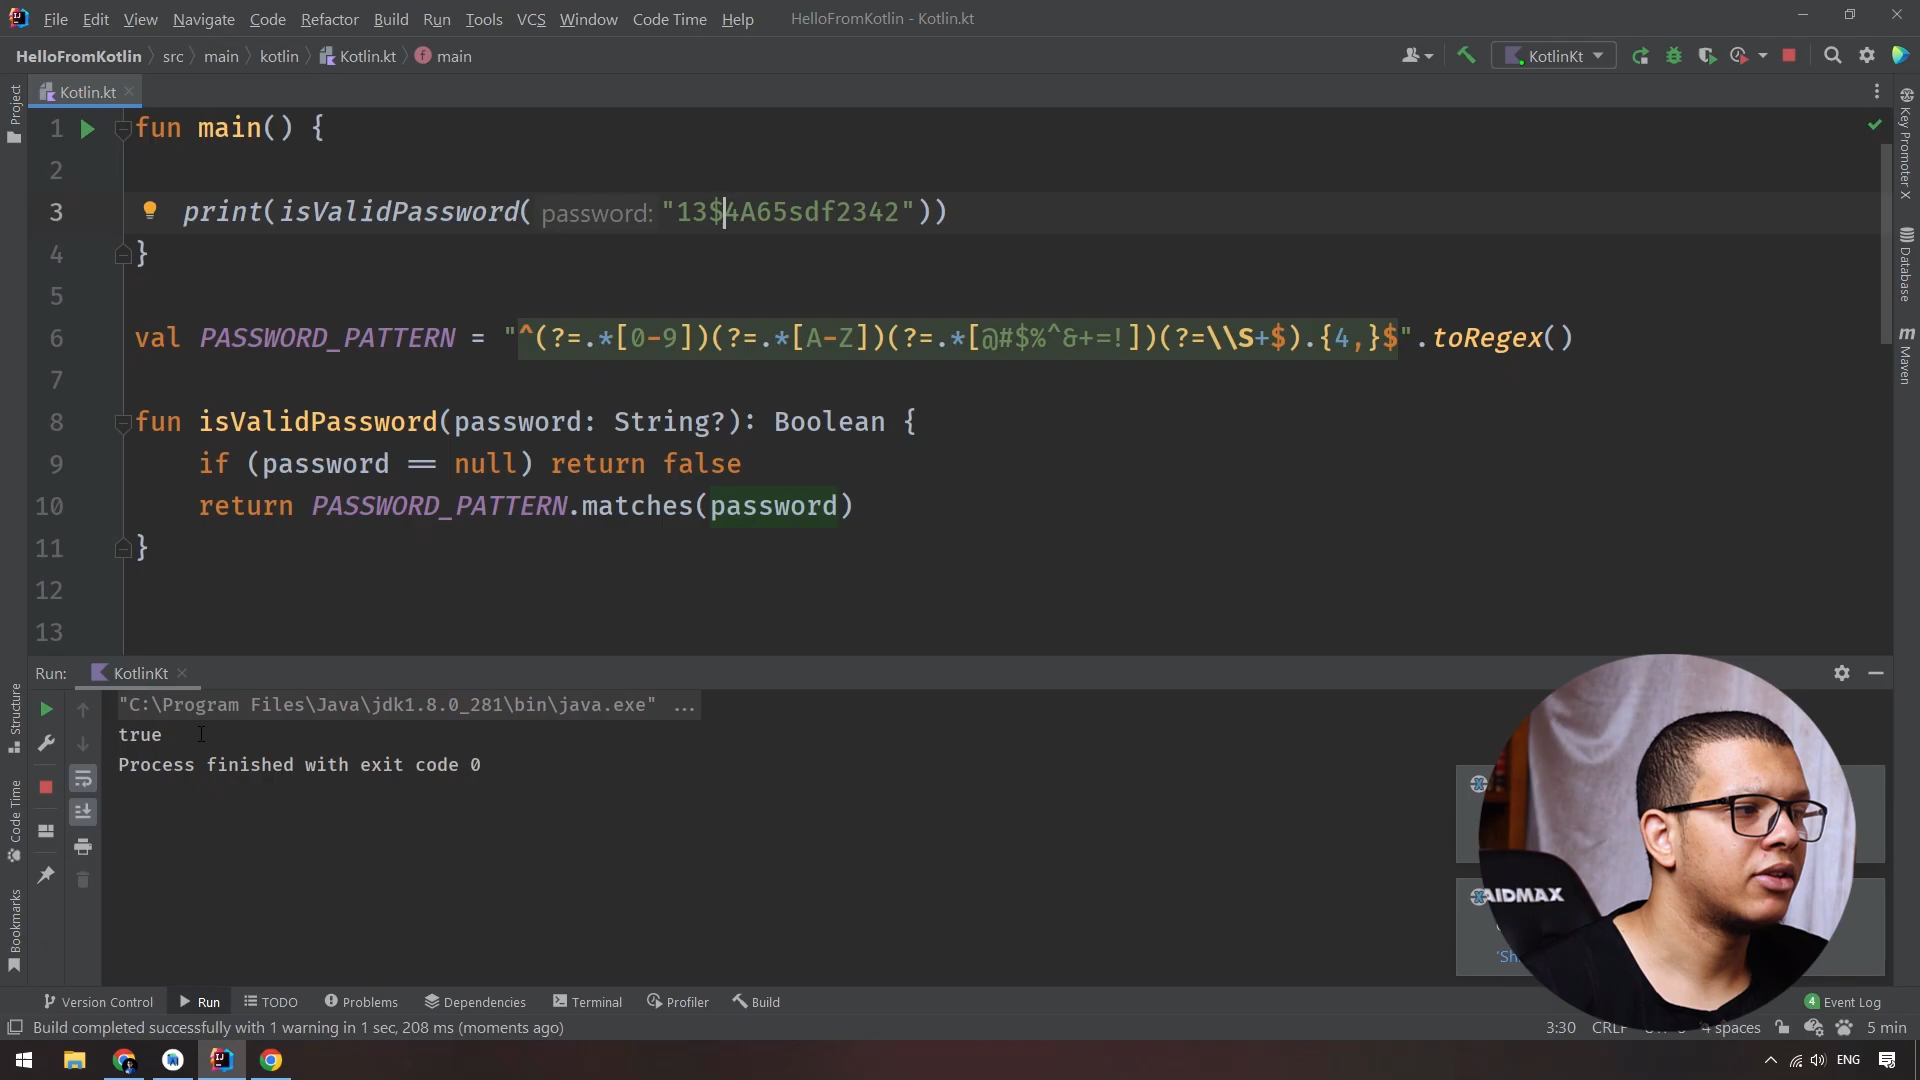 File Edit View Navigate Code Refactor Build Run Tools VCS Window Code Time Help HelloFromKotlin - Kotlin.kt
HelloFromKotlin src main kotlin Kotlin.kt main KotlinKt
Project
Kotlin.kt
1 fun main() {
2
3 print(isValidPassword( password: "13$4A65sdf2342"))
4 }
5
6 val PASSWORD_PATTERN = "^(?=.*[0-9])(?=.*[A-Z])(?=.*[@#$%^&+=!])(?=\\S+$).{4,}$".toRegex()
7
8 fun isValidPassword(password: String?): Boolean {
9 if (password == null) return false
10 return PASSWORD_PATTERN.matches(password)
11 }
12
13
Key Promoter X
Database
Maven
Run: KotlinKt
"C:\Program Files\Java\jdk1.8.0_281\bin\java.exe" ...
true
Process finished with exit code 0
Structure
Code Time
Bookmarks
AIDMAX
Version Control Run TODO Problems Dependencies Terminal Profiler Build 4 Event Log
Build completed successfully with 1 warning in 1 sec, 208 ms (moments ago) 3:30 CRLF 4 spaces 5 min
ENG